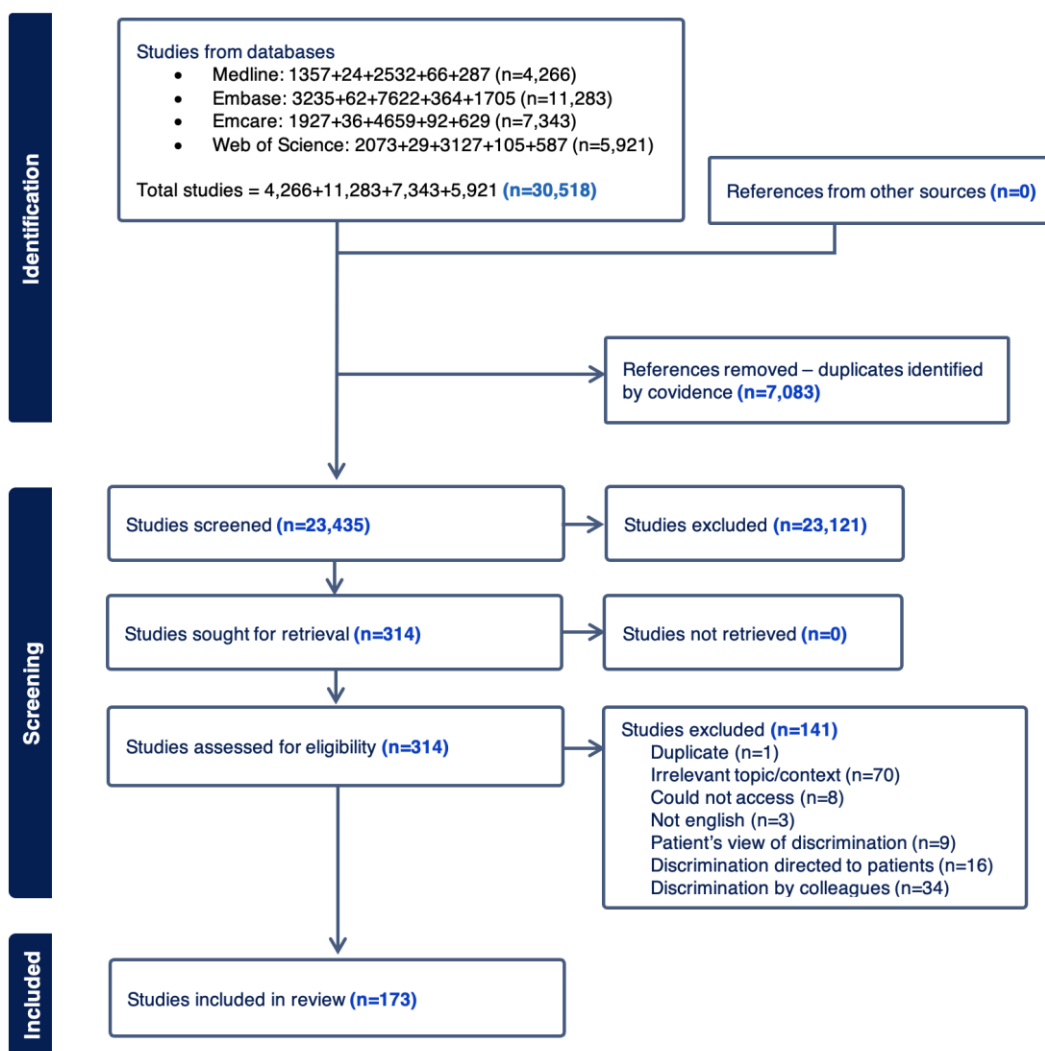 Identification
Studies from databases
• Medline: 1357+24+2532+66+287 (n=4,266)
• Embase: 3235+62+7622+364+1705 (n=11,283)
• Emcare: 1927+36+4659+92+629 (n=7,343)
• Web of Science: 2073+29+3127+105+587 (n=5,921)
Total studies = 4,266+11,283+7,343+5,921 (n=30,518)
References from other sources (n=0)
References removed – duplicates identified
by covidence (n=7,083)
Screening
Studies screened (n=23,435)
Studies excluded (n=23,121)
Studies sought for retrieval (n=314)
Studies not retrieved (n=0)
Studies assessed for eligibility (n=314)
Studies excluded (n=141)
Duplicate (n=1)
Irrelevant topic/context (n=70)
Could not access (n=8)
Not english (n=3)
Patient's view of discrimination (n=9)
Discrimination directed to patients (n=16)
Discrimination by colleagues (n=34)
Included
Studies included in review (n=173)